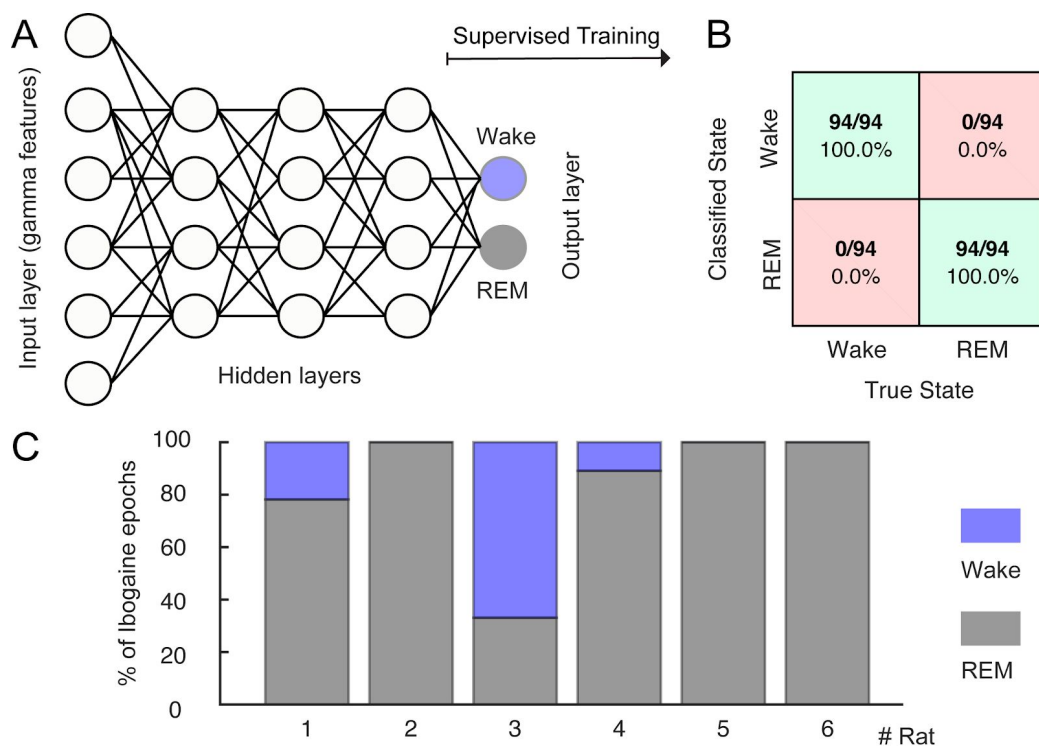 A
Supervised Training
B
Input layer (gamma features)
Wake
REM
Output layer
Hidden layers
Classified State
Wake
REM
94/94
100.0%
0/94
0.0%
0/94
0.0%
94/94
100.0%
Wake
REM
True State
C
% of Ibogaine epochs
100
80
60
40
20
0
1
2
3
4
5
6
# Rat
Wake
REM